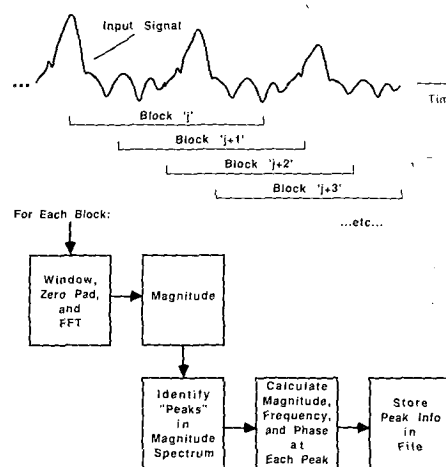 Input Signal
...
Tim
Block 'j'
Block 'j+1'
Block 'j+2'
Block 'j+3'
...etc...
For Each Block:
Window,
Zero Pad,
and
FFT
Magnitude
Identify
"Peaks"
in
Magnitude
Spectrum
Calculate
Magnitude,
Frequency,
and Phase
at
Each Peak
Store
Peak Info
in
File